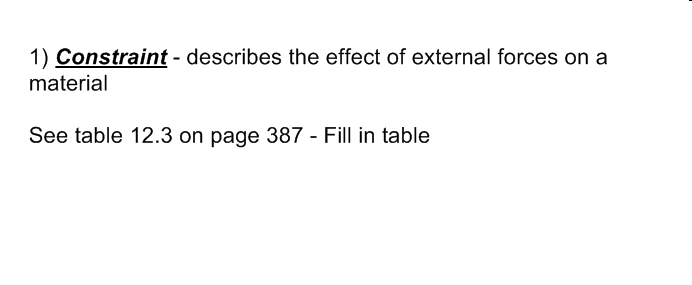 1) Constraint - describes the effect of external forces on a
material
See table 12.3 on page 387 - Fill in table